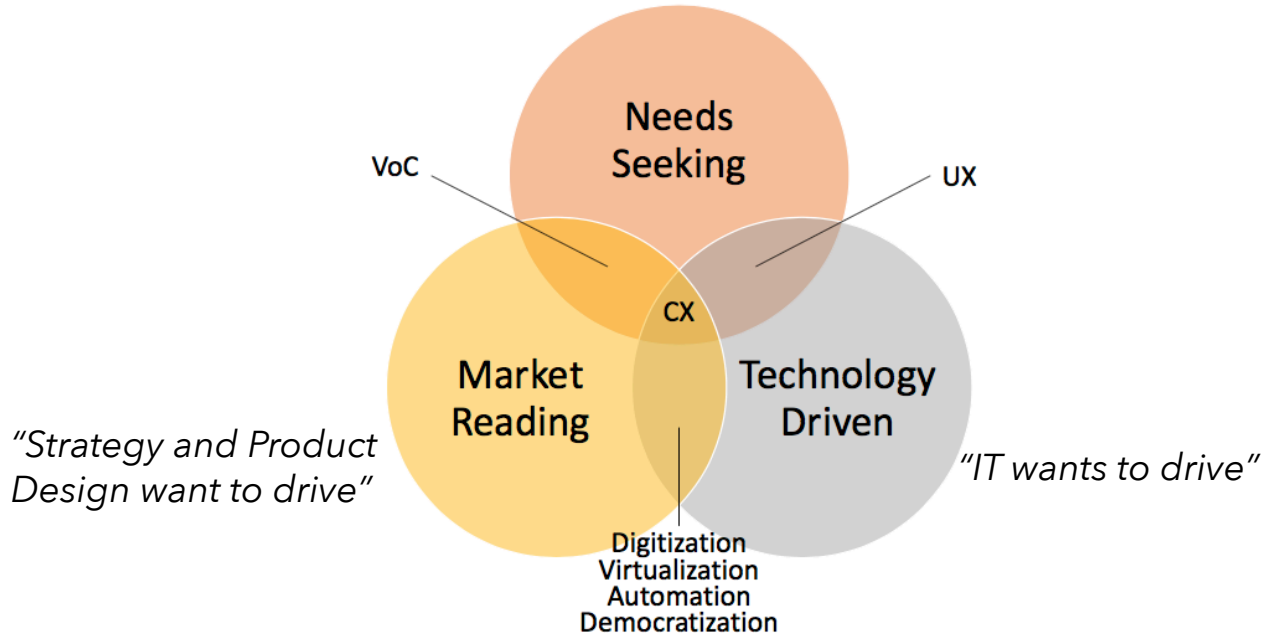 Needs
Seeking
VoC
UX
CX
Market
Reading
Technology
Driven
“Strategy and Product
Design want to drive”
“IT wants to drive”
Digitization
Virtualization
Automation
Democratization